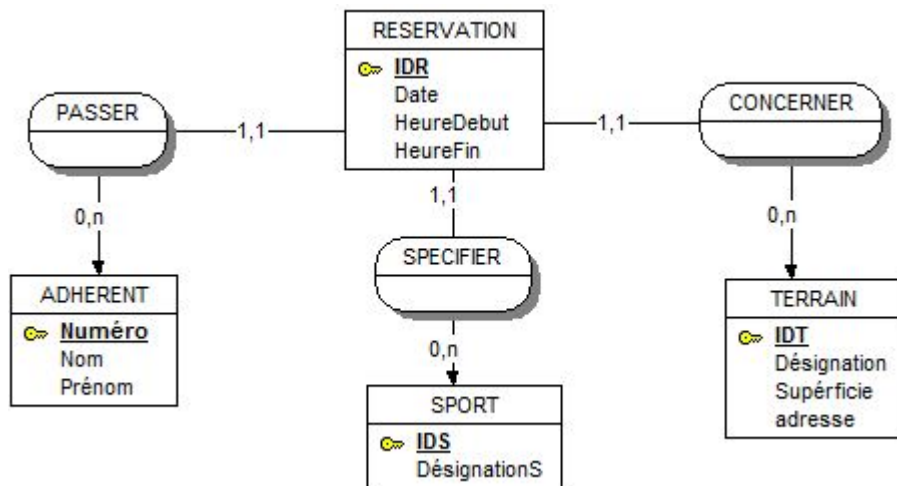 RESERVATION
IDR
Date
HeureDebut
HeureFin
PASSER
CONCERNER
1,1
1,1
1,1
0,n
0,n
SPECIFIER
ADHERENT
Numéro
Nom
Prénom
TERRAIN
IDT
Désignation
Supérficie
adresse
0,n
SPORT
IDS
DésignationS